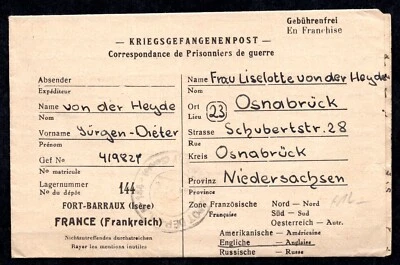 Gebührenfrei
En Franchise
— KRIEGSGEFANGENENPOST —
Correspondance de Prisonniers de guerre
Absender
Expéditeur
Name von der Heyde
Nom
Vorname Jürgen-Dieter
Prénom
Gef No
No matricule
Lagernummer 144
No du dépôt
FORT-BARRAUX (Isère)
FRANCE (Frankreich)
Nichtzutreffendes durchstreichen
Rayer les mentions inutiles
Name Frau Liselotte von der Heyde
Nom
Ort (23) Osnabrück
Lieu
Strasse Schubertstr. 28
Rue
Kreis Osnabrück
Provinz Niedersachsen
Province
Zone Französische Nord — Nord
Française Süd — Sud
Oesterreich — Autr.
Amerikanische — Américaine
Englische — Anglaise
Russische — Russe